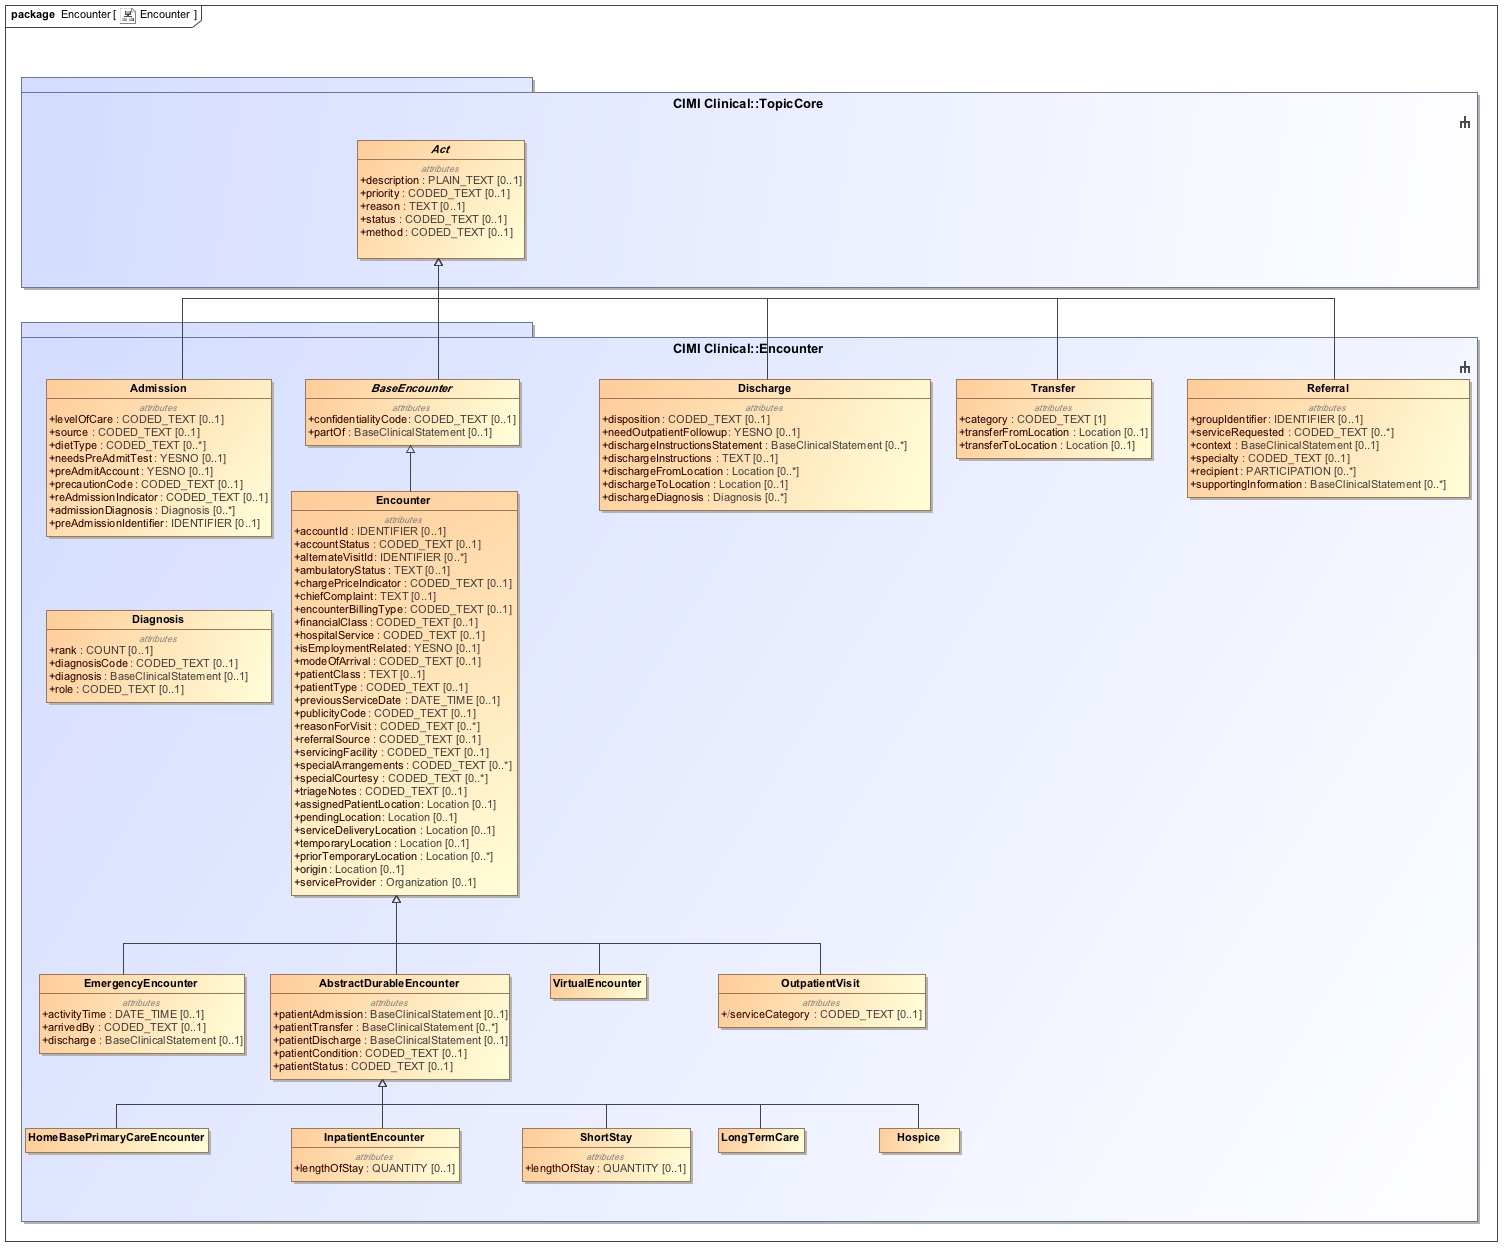 package Encounter [ Encounter ]
CIMI Clinical::TopicCore
Act
attributes
+description : PLAIN_TEXT [0..1]
+priority : CODED_TEXT [0..1]
+reason : TEXT [0..1]
+status : CODED_TEXT [0..1]
+method : CODED_TEXT [0..1]
CIMI Clinical::Encounter
Admission
attributes
+levelOfCare : CODED_TEXT [0..1]
+source : CODED_TEXT [0..1]
+dietType : CODED_TEXT [0..*]
+needsPreAdmitTest : YESNO [0..1]
+preAdmitAccount : YESNO [0..1]
+precautionCode : CODED_TEXT [0..1]
+reAdmissionIndicator : CODED_TEXT [0..1]
+admissionDiagnosis : Diagnosis [0..*]
+preAdmissionIdentifier : IDENTIFIER [0..1]
BaseEncounter
attributes
+confidentialityCode : CODED_TEXT [0..1]
+partOf : BaseClinicalStatement [0..1]
Discharge
attributes
+disposition : CODED_TEXT [0..1]
+needOutpatientFollowup : YESNO [0..1]
+dischargeInstructionsStatement : BaseClinicalStatement [0..*]
+dischargeInstructions : TEXT [0..1]
+dischargeFromLocation : Location [0..*]
+dischargeToLocation : Location [0..1]
+dischargeDiagnosis : Diagnosis [0..*]
Transfer
attributes
+category : CODED_TEXT [1]
+transferFromLocation : Location [0..1]
+transferToLocation : Location [0..1]
Referral
attributes
+groupIdentifier : IDENTIFIER [0..1]
+serviceRequested : CODED_TEXT [0..*]
+context : BaseClinicalStatement [0..1]
+specialty : CODED_TEXT [0..1]
+recipient : PARTICIPATION [0..*]
+supportingInformation : BaseClinicalStatement [0..*]
Encounter
attributes
+accountId : IDENTIFIER [0..1]
+accountStatus : CODED_TEXT [0..1]
+alternateVisitId : IDENTIFIER [0..*]
+ambulatoryStatus : TEXT [0..1]
+chargePriceIndicator : CODED_TEXT [0..1]
+chiefComplaint : TEXT [0..1]
+encounterBillingType : CODED_TEXT [0..1]
+financialClass : CODED_TEXT [0..1]
+hospitalService : CODED_TEXT [0..1]
+isEmploymentRelated : YESNO [0..1]
+modeOfArrival : CODED_TEXT [0..1]
+patientClass : TEXT [0..1]
+patientType : CODED_TEXT [0..1]
+previousServiceDate : DATE_TIME [0..1]
+publicityCode : CODED_TEXT [0..1]
+reasonForVisit : CODED_TEXT [0..*]
+referralSource : CODED_TEXT [0..1]
+servicingFacility : CODED_TEXT [0..1]
+specialArrangements : CODED_TEXT [0..*]
+specialCourtesy : CODED_TEXT [0..*]
+triageNotes : CODED_TEXT [0..1]
+assignedPatientLocation : Location [0..1]
+pendingLocation : Location [0..1]
+serviceDeliveryLocation : Location [0..1]
+temporaryLocation : Location [0..1]
+priorTemporaryLocation : Location [0..*]
+origin : Location [0..1]
+serviceProvider : Organization [0..1]
Diagnosis
attributes
+rank : COUNT [0..1]
+diagnosisCode : CODED_TEXT [0..1]
+diagnosis : BaseClinicalStatement [0..1]
+role : CODED_TEXT [0..1]
EmergencyEncounter
attributes
+activityTime : DATE_TIME [0..1]
+arrivedBy : CODED_TEXT [0..1]
+discharge : BaseClinicalStatement [0..1]
AbstractDurableEncounter
attributes
+patientAdmission : BaseClinicalStatement [0..1]
+patientTransfer : BaseClinicalStatement [0..*]
+patientDischarge : BaseClinicalStatement [0..1]
+patientCondition : CODED_TEXT [0..1]
+patientStatus : CODED_TEXT [0..1]
VirtualEncounter
OutpatientVisit
attributes
+/serviceCategory : CODED_TEXT [0..1]
HomeBasePrimaryCareEncounter
InpatientEncounter
attributes
+lengthOfStay : QUANTITY [0..1]
ShortStay
attributes
+lengthOfStay : QUANTITY [0..1]
LongTermCare
Hospice